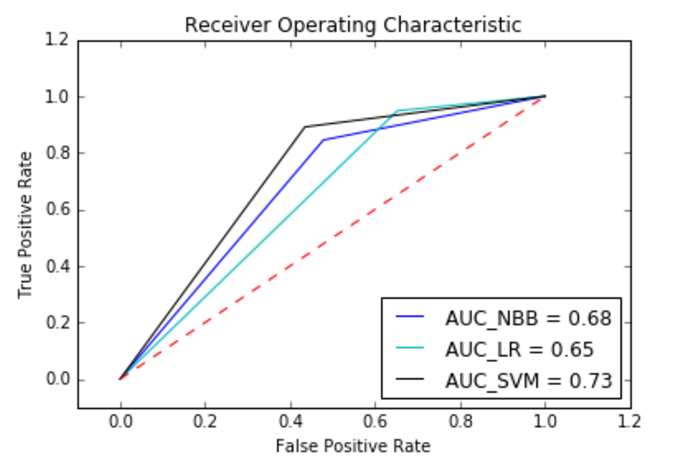 Receiver Operating Characteristic
1.2
1.0
0.8
0.6
0.4
0.2
0.0
True Positive Rate
AUC_NBB = 0.68
AUC_LR = 0.65
AUC_SVM = 0.73
0.0 0.2 0.4 0.6 0.8 1.0 1.2
False Positive Rate